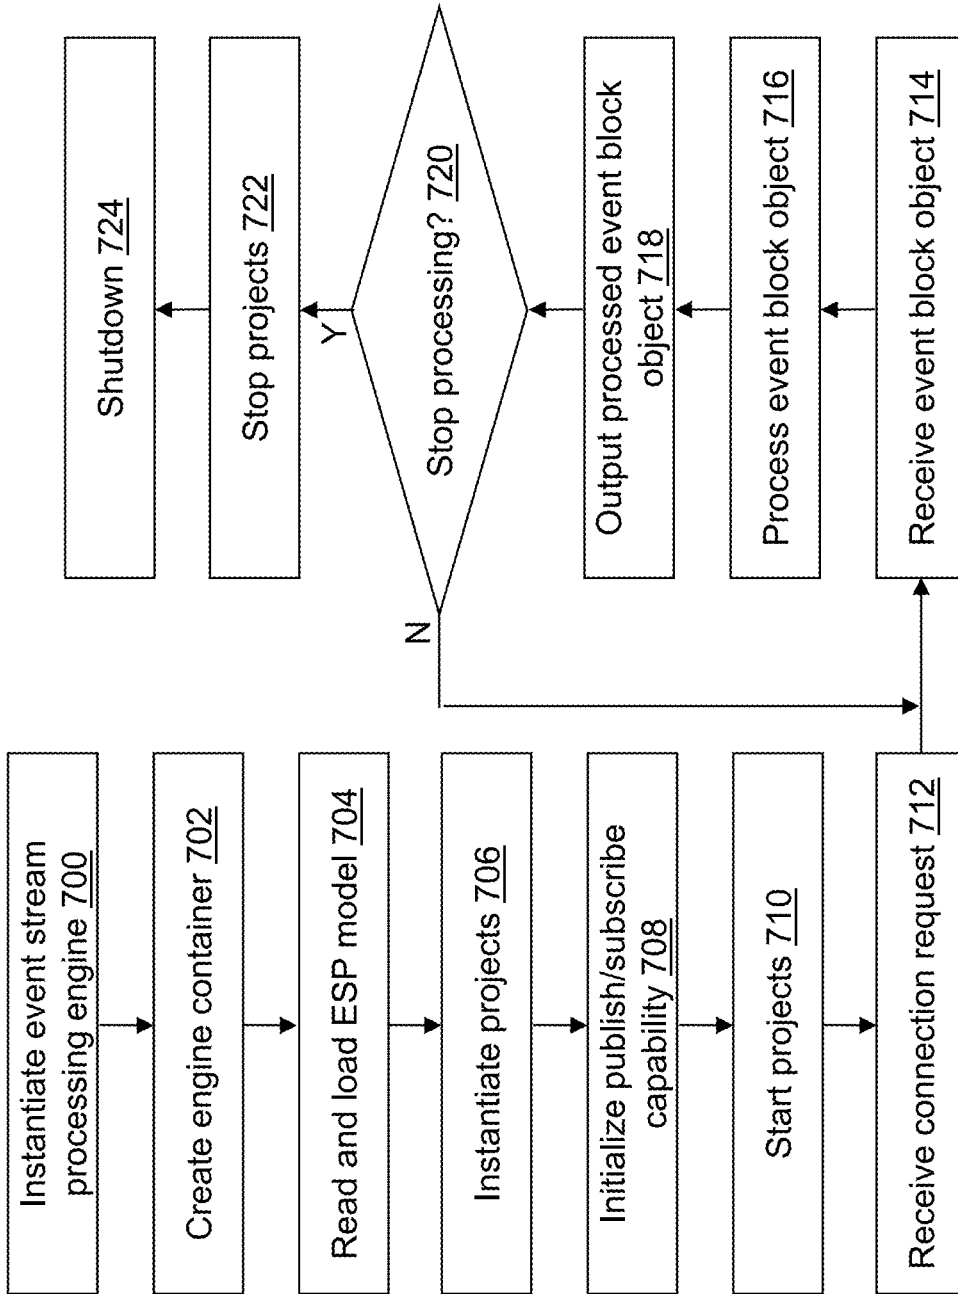 Instantiate event stream
processing engine 700
Create engine container 702
Read and load ESP model 704
Instantiate projects 706
Initialize publish/subscribe
capability 708
Start projects 710
Receive connection request 712
Receive event block object 714
Process event block object 716
Output processed event block
object 718
Stop processing? 720
N
Y
Stop projects 722
Shutdown 724